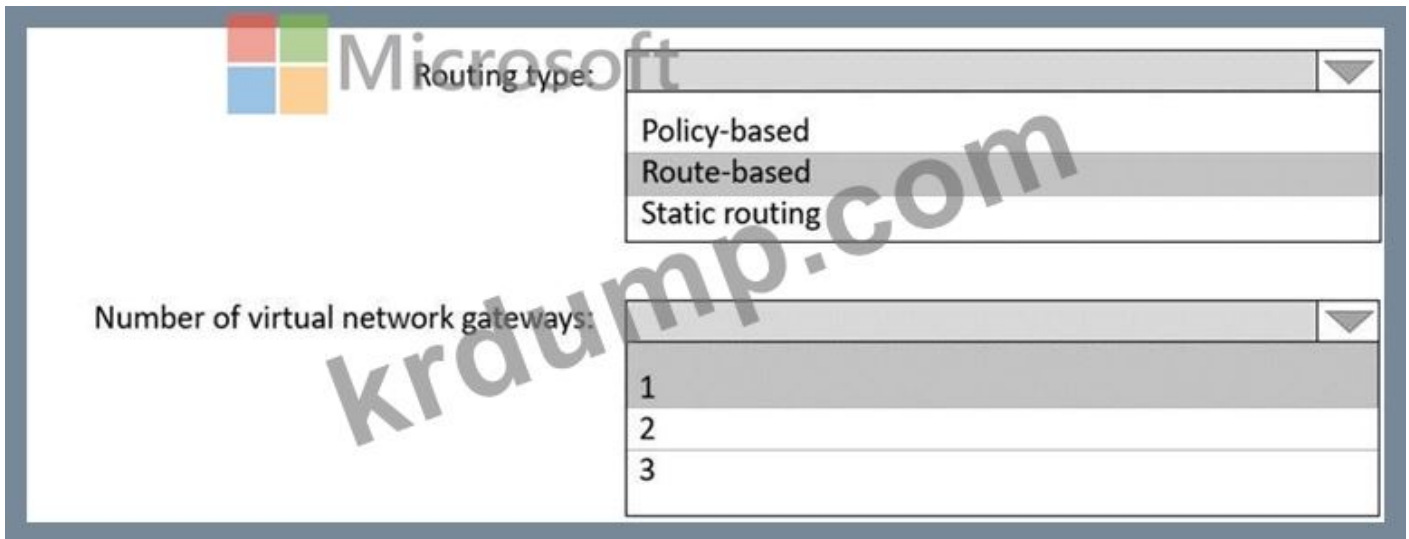 Microsoft
Routing type:
Policy-based
Route-based
Static routing
Number of virtual network gateways:
1
2
3
krdump.com